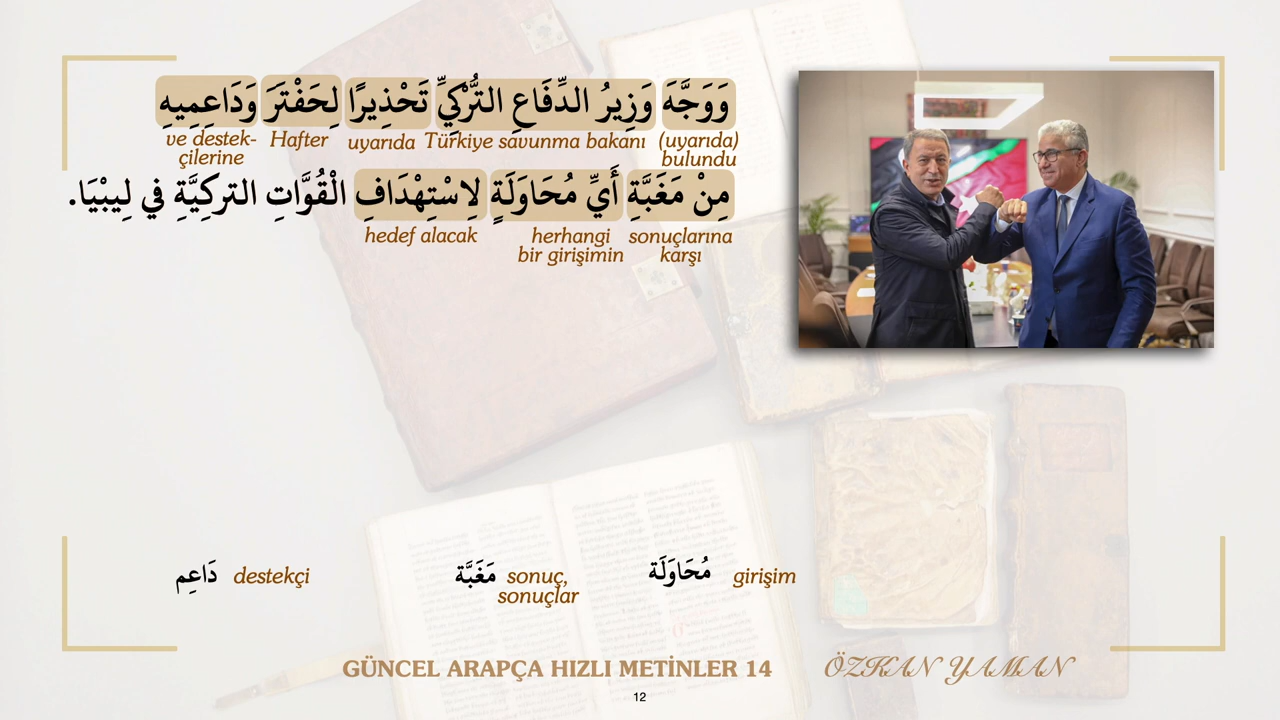 وَوَجَّهَ وَزِيرُ الدِّفَاعِ التُّرْكِيِّ تَحْذِيرًا لِحَفْتَرَ وَدَاعِمِيهِ
(uyarıda) bulundu
Türkiye savunma bakanı
uyarıda
Hafter
ve destek-
çilerine
مِنْ مَغَبَّةِ أَيِّ مُحَاوَلَةٍ لِاسْتِهْدَافِ الْقُوَّاتِ التركِيَّةِ في لِيبْيَا.
sonuçlarına
karşı
herhangi
bir girişimin
hedef alacak
مُحَاوَلَة girişim
مَغَبَّة sonuç,
sonuçlar
دَاعِم destekçi
GÜNCEL ARAPÇA HIZLI METİNLER 14 ÖZKAN YAMAN
12